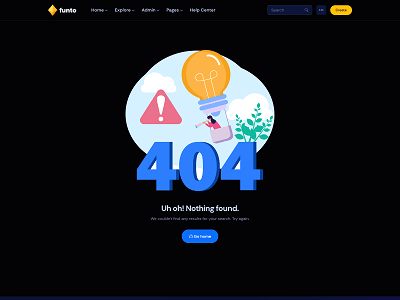 funto
Home Explore Admin Pages Help Center
Search
Create
404
Uh oh! Nothing found.
We couldn't find any results for your search. Try again.
Go home